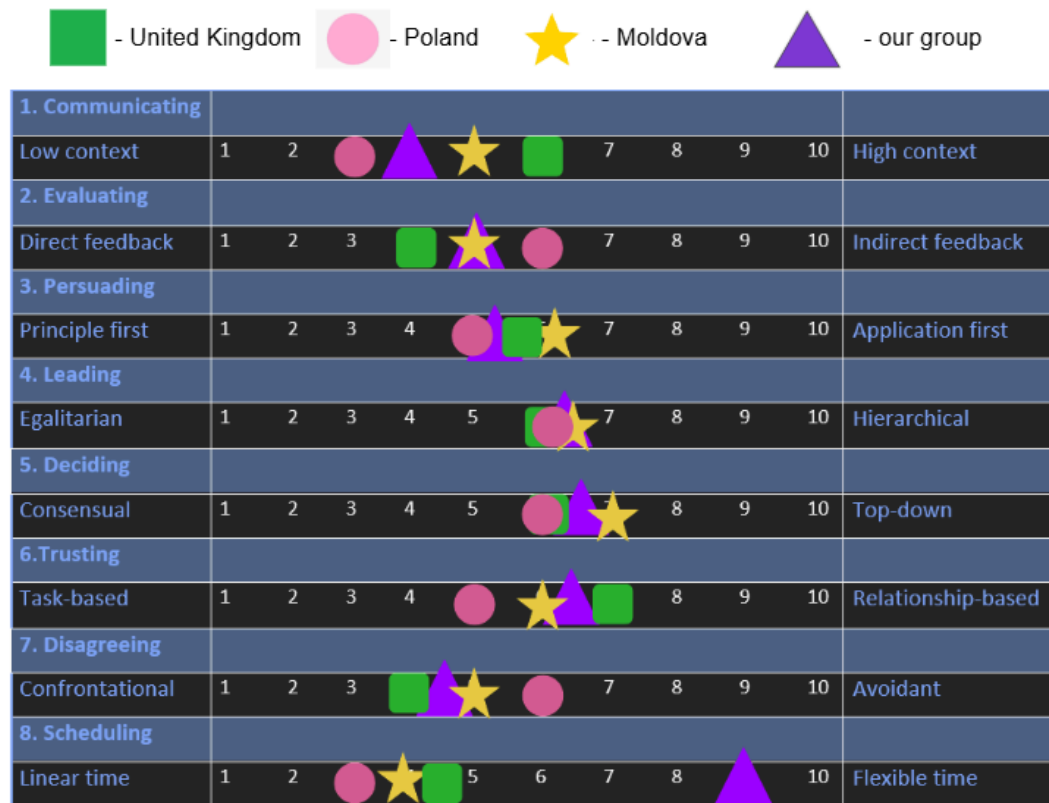 - United Kingdom - Poland - Moldova - our group
1. Communicating
Low context 1 2 7 8 9 10 High context
2. Evaluating
Direct feedback 1 2 3 7 8 9 10 Indirect feedback
3. Persuading
Principle first 1 2 3 4 7 8 9 10 Application first
4. Leading
Egalitarian 1 2 3 4 5 7 8 9 10 Hierarchical
5. Deciding
Consensual 1 2 3 4 5 8 9 10 Top-down
6.Trusting
Task-based 1 2 3 4 8 9 10 Relationship-based
7. Disagreeing
Confrontational 1 2 3 7 8 9 10 Avoidant
8. Scheduling
Linear time 1 2 5 6 7 8 10 Flexible time